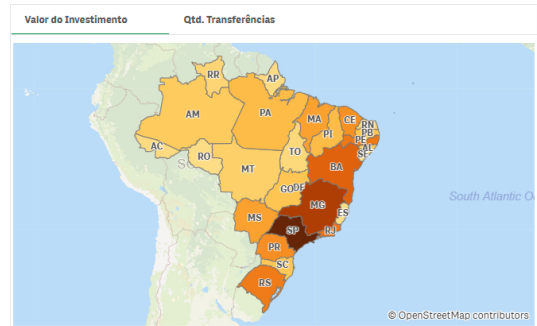 Valor do Investimento
Qtd. Transferências
RR
AP
AM
PA
MA
CE
RN
PB
PI
PE
AL
AC
TO
SE
RO
BA
MT
GO
DF
MG
ES
MS
SP
RJ
South Atlantic O
PR
SC
RS
© OpenStreetMap contributors